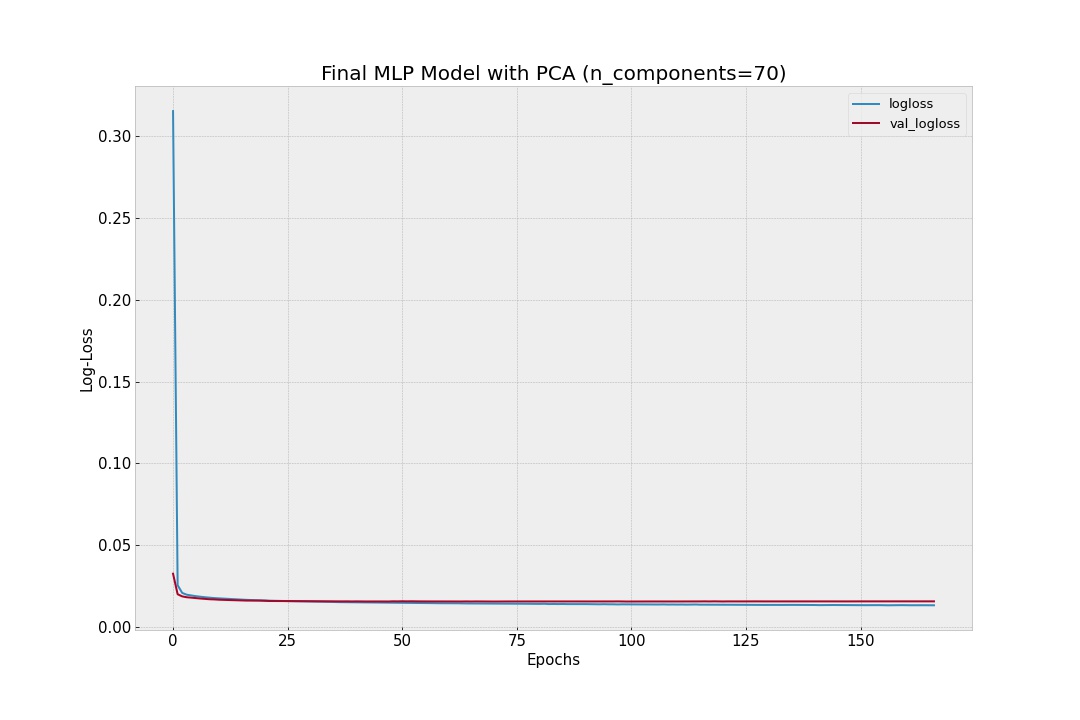 Final MLP Model with PCA (n_components=70)
logloss
val_logloss
Log-Loss
0.30
0.25
0.20
0.15
0.10
0.05
0.00
0 25 50 75 100 125 150
Epochs